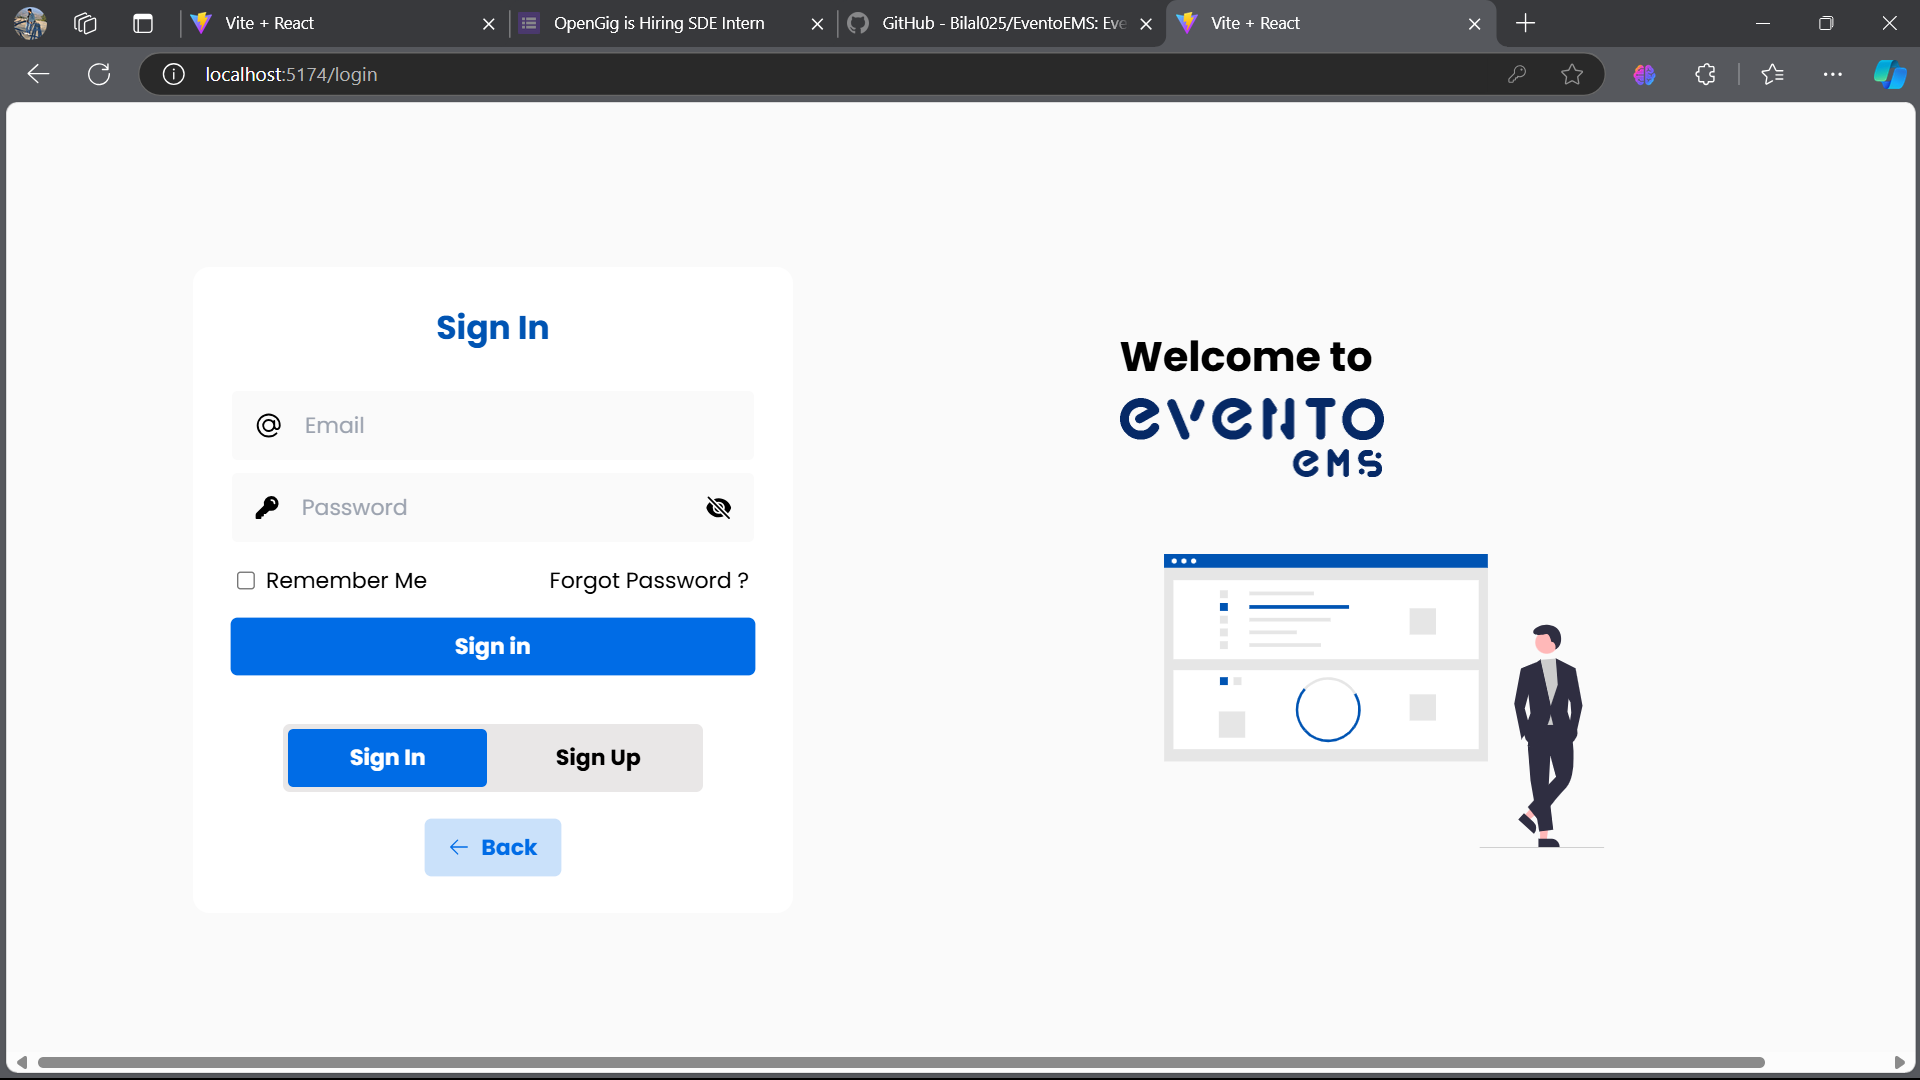 Vite + React
OpenGig is Hiring SDE Intern
GitHub - Bilal025/EventoEMS: Eve
Vite + React
localhost:5174/login
Sign In
Email
Password
Remember Me
Forgot Password ?
Sign in
Sign In
Sign Up
Back
Welcome to
evento
ems